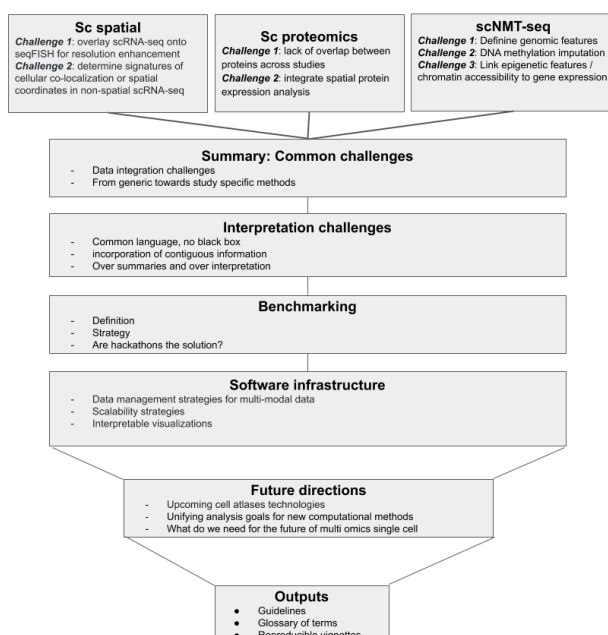 Sc spatial
Challenge 1: overlay scRNA-seq onto
seqFISH for resolution enhancement
Challenge 2: determine signatures of
cellular co-localization or spatial
coordinates in non-spatial scRNA-seq
Sc proteomics
Challenge 1: lack of overlap between
proteins across studies
Challenge 2: integrate spatial protein
expression analysis
scNMT-seq
Challenge 1: Definine genomic features
Challenge 2: DNA methylation imputation
Challenge 3: Link epigenetic features /
chromatin accessibility to gene expression
Summary: Common challenges
- Data integration challenges
- From generic towards study specific methods
Interpretation challenges
- Common language, no black box
- incorporation of contiguous information
- Over summaries and over interpretation
Benchmarking
- Definition
- Strategy
- Are hackathons the solution?
Software infrastructure
- Data management strategies for multi-modal data
- Scalability strategies
- Interpretable visualizations
Future directions
- Upcoming cell atlases technologies
- Unifying analysis goals for new computational methods
- What do we need for the future of multi omics single cell
Outputs
● Guidelines
● Glossary of terms
● Reproducible vignettes